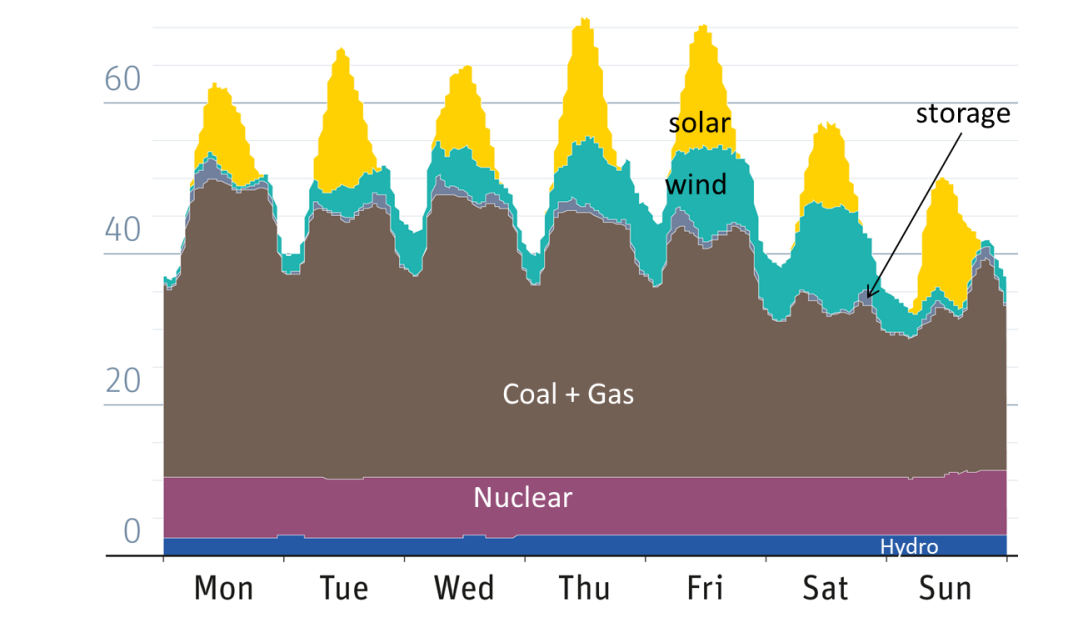 60
storage
solar
wind
40
20
Coal + Gas
Nuclear
0
Hydro
Mon Tue Wed Thu Fri Sat Sun